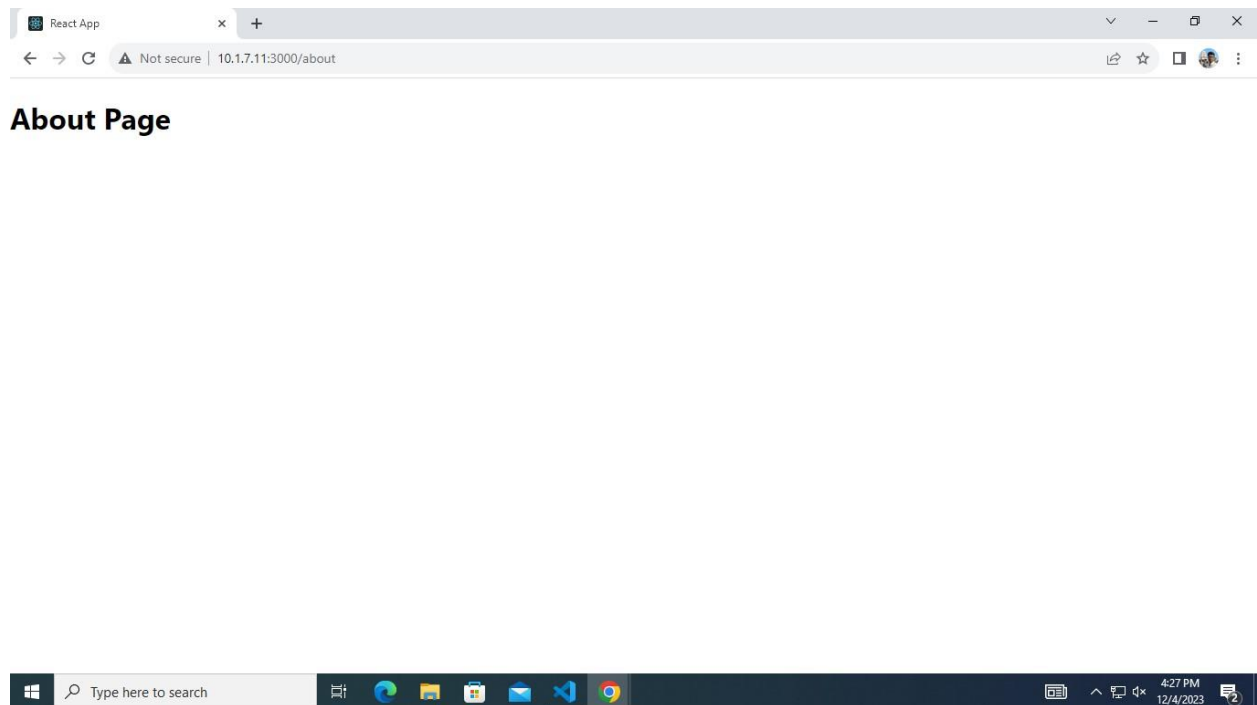 React App
Not secure | 10.1.7.11:3000/about
About Page
Type here to search
4:27 PM
12/4/2023
2